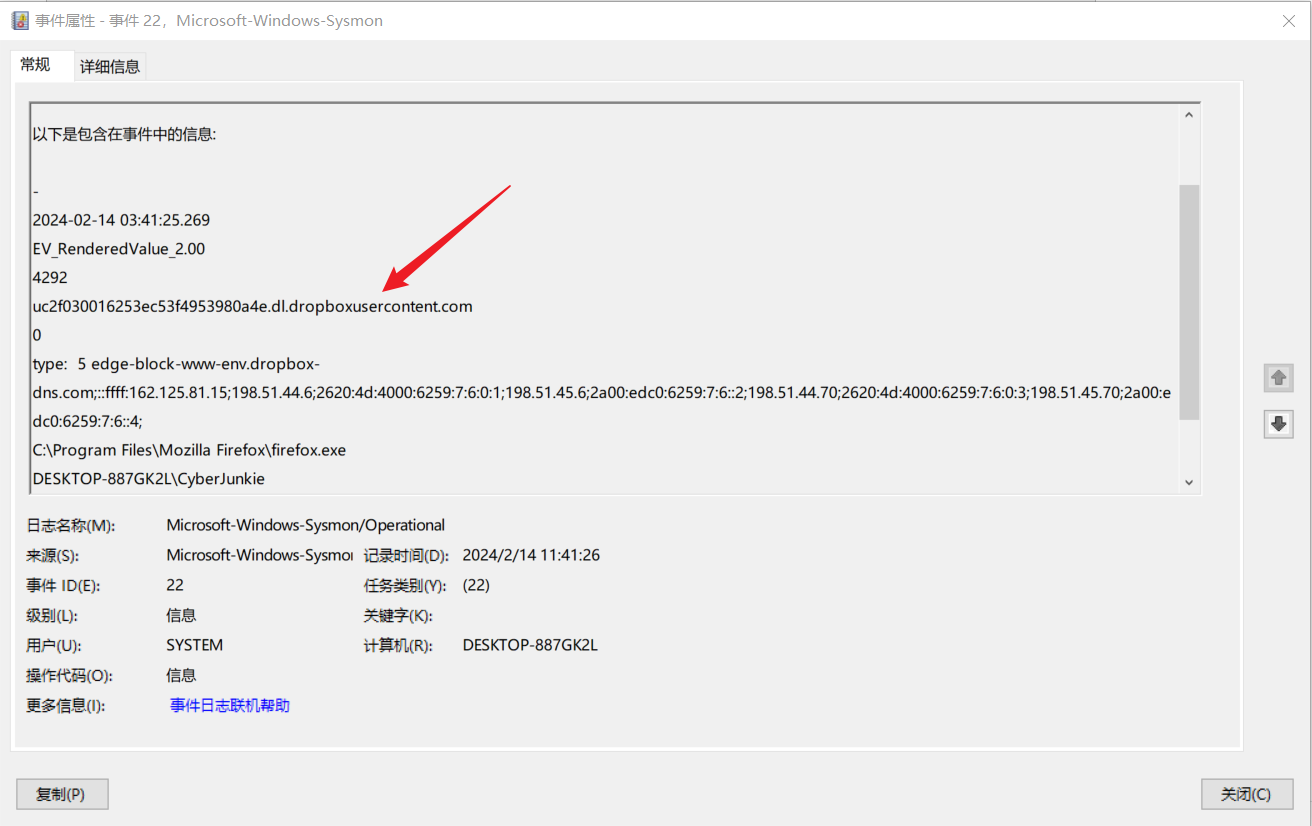 事件属性 - 事件 22，Microsoft-Windows-Sysmon
常规 详细信息
以下是包含在事件中的信息:
-
2024-02-14 03:41:25.269
EV_RenderedValue_2.00
4292
uc2f030016253ec53f4953980a4e.dl.dropboxusercontent.com
0
type:  5 edge-block-www-env.dropbox-
dns.com;::ffff:162.125.81.15;198.51.44.6;2620:4d:4000:6259:7:6:0:1;198.51.45.6;2a00:edc0:6259:7:6::2;198.51.44.70;2620:4d:4000:6259:7:6:0:3;198.51.45.70;2a00:e
dc0:6259:7:6::4;
C:\Program Files\Mozilla Firefox\firefox.exe
DESKTOP-887GK2L\CyberJunkie
日志名称(M): Microsoft-Windows-Sysmon/Operational
来源(S): Microsoft-Windows-Sysmon 记录时间(D): 2024/2/14 11:41:26
事件 ID(E): 22 任务类别(Y): (22)
级别(L): 信息 关键字(K):
用户(U): SYSTEM 计算机(R): DESKTOP-887GK2L
操作代码(O): 信息
更多信息(I): 事件日志联机帮助
复制(P) 关闭(C)